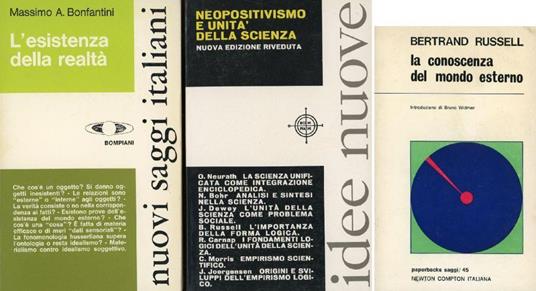 Massimo A. Bonfantini
L'esistenza
della realtà
BOMPIANI
Che cos'è un oggetto? Si danno og-
getti inesistenti? - Le relazioni sono
"esterne" o "interne" agli oggetti? -
La verità consiste o no nella corrispon-
denza ai fatti? - Esistono prove dell'e-
sistenza del mondo esterno? - Che
cos'è una "cosa"? È fatta di materia
efficace o di meri "dati sensoriali"? -
La fenomenologia husserliana supera
l'ontologia o resta idealismo? - Mate-
rialismo contro idealismo soggettivo.
nuovi saggi italiani
NEOPOSITIVISMO
E UNITA'
DELLA SCIENZA
NUOVA EDIZIONE RIVEDUTA
O. Neurath LA SCIENZA UNIFI-
CATA COME INTEGRAZIONE
ENCICLOPEDICA.
N. Bohr ANALISI E SINTESI
NELLA SCIENZA.
J. Dewey L'UNITÀ DELLA
SCIENZA COME PROBLEMA
SOCIALE.
B. Russell L'IMPORTANZA
DELLA FORMA LOGICA.
R. Carnap I FONDAMENTI LO-
GICI DELL'UNITÀ DELLA SCIEN-
ZA.
C. Morris EMPIRISMO SCIEN-
TIFICO.
J. Joergensen ORIGINI E SVI-
LUPPI DELL'EMPIRISMO LOGI-
CO.
idee nuove
BERTRAND RUSSELL
la conoscenza
del mondo esterno
Introduzione di Bruno Widmar
paperbacks saggi/45
NEWTON COMPTON ITALIANA